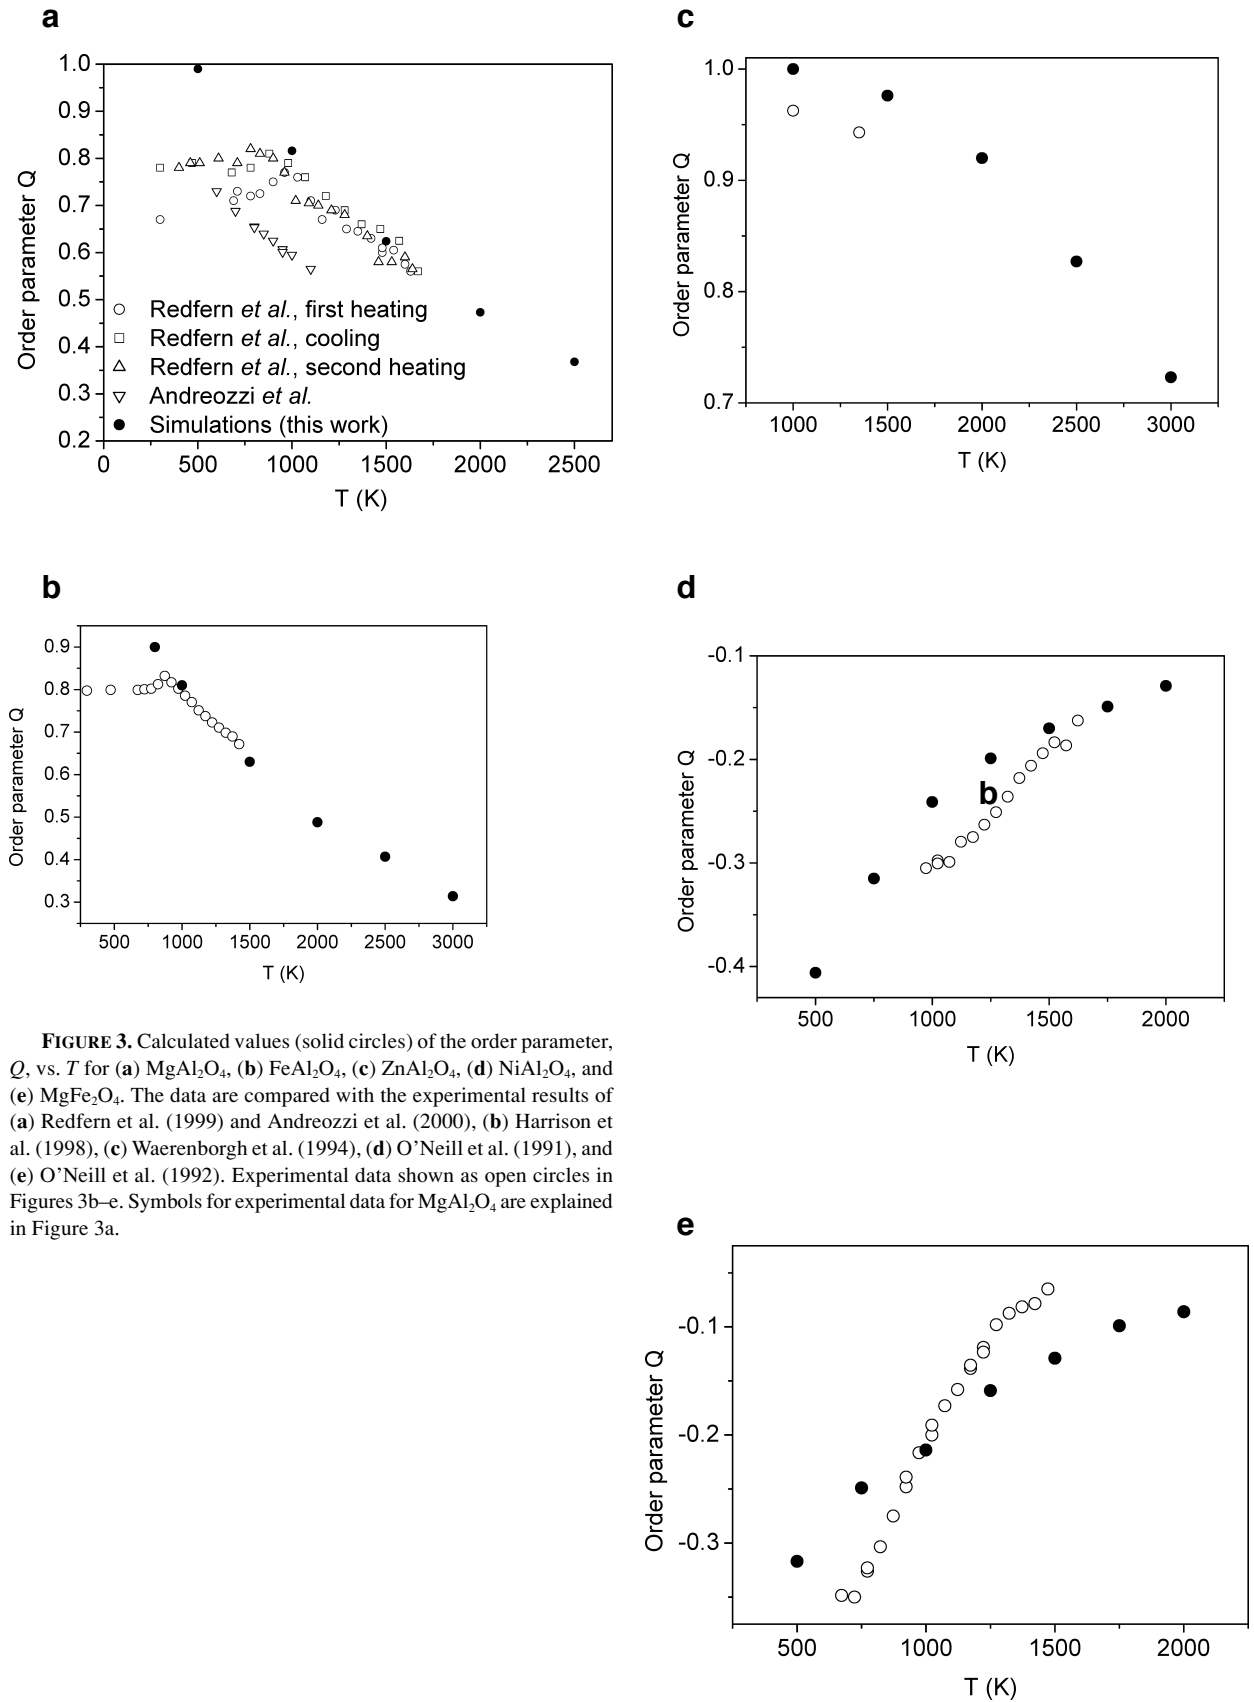 a
1.0
0.9
0.8
0.7
0.6
0.5
0.4
0.3
0.2
Order parameter Q
Redfern et al., first heating
Redfern et al., cooling
Redfern et al., second heating
Andreozzi et al.
Simulations (this work)
0 500 1000 1500 2000 2500
T (K)
b
0.9
0.8
0.7
0.6
0.5
0.4
0.3
Order parameter Q
500 1000 1500 2000 2500 3000
T (K)
FIGURE 3. Calculated values (solid circles) of the order parameter,
Q, vs. T for (a) MgAl₂O₄, (b) FeAl₂O₄, (c) ZnAl₂O₄, (d) NiAl₂O₄, and
(e) MgFe₂O₄. The data are compared with the experimental results of
(a) Redfern et al. (1999) and Andreozzi et al. (2000), (b) Harrison et
al. (1998), (c) Waerenborgh et al. (1994), (d) O’Neill et al. (1991), and
(e) O’Neill et al. (1992). Experimental data shown as open circles in
Figures 3b–e. Symbols for experimental data for MgAl₂O₄ are explained
in Figure 3a.
c
1.0
0.9
0.8
0.7
Order parameter Q
1000 1500 2000 2500 3000
T (K)
d
-0.1
-0.2
-0.3
-0.4
Order parameter Q
b
500 1000 1500 2000
T (K)
e
-0.1
-0.2
-0.3
Order parameter Q
500 1000 1500 2000
T (K)